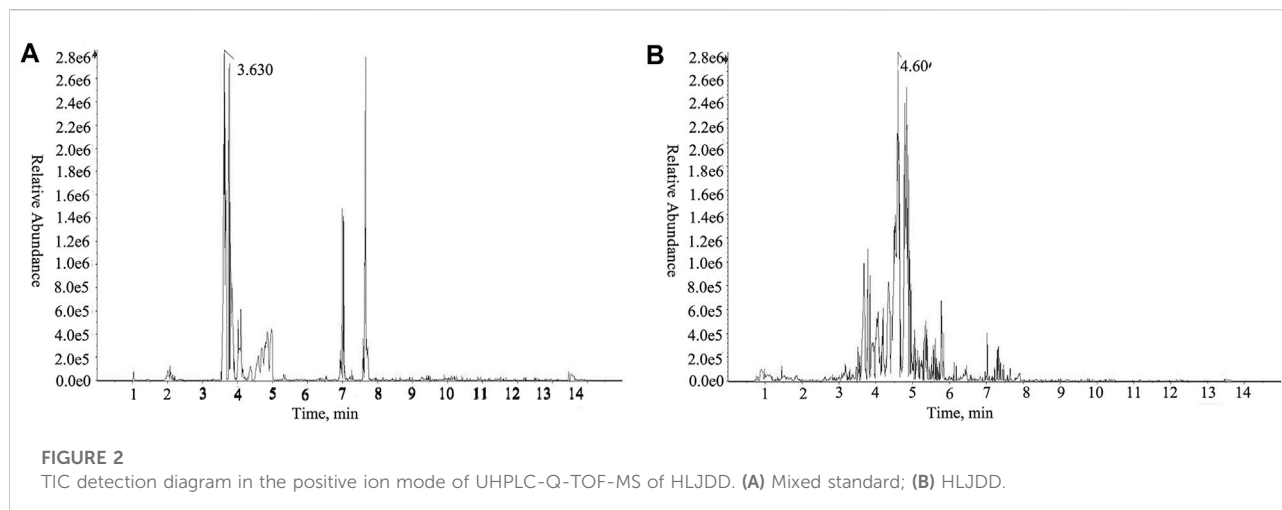 A
2.8e6
2.6e6
2.4e6
2.2e6
2.0e6
1.8e6
1.6e6
1.4e6
1.2e6
1.0e6
8.0e5
6.0e5
4.0e5
2.0e5
0.0e0
Relative Abundance
3.630
1 2 3 4 5 6 7 8 9 10 11 12 13 14
Time, min
B
2.8e6
2.6e6
2.4e6
2.2e6
2.0e6
1.8e6
1.6e6
1.4e6
1.2e6
1.0e6
8.0e5
6.0e5
4.0e5
2.0e5
0.0e0
Relative Abundance
4.60
1 2 3 4 5 6 7 8 9 10 11 12 13 14
Time, min
FIGURE 2
TIC detection diagram in the positive ion mode of UHPLC-Q-TOF-MS of HLJDD. (A) Mixed standard; (B) HLJDD.